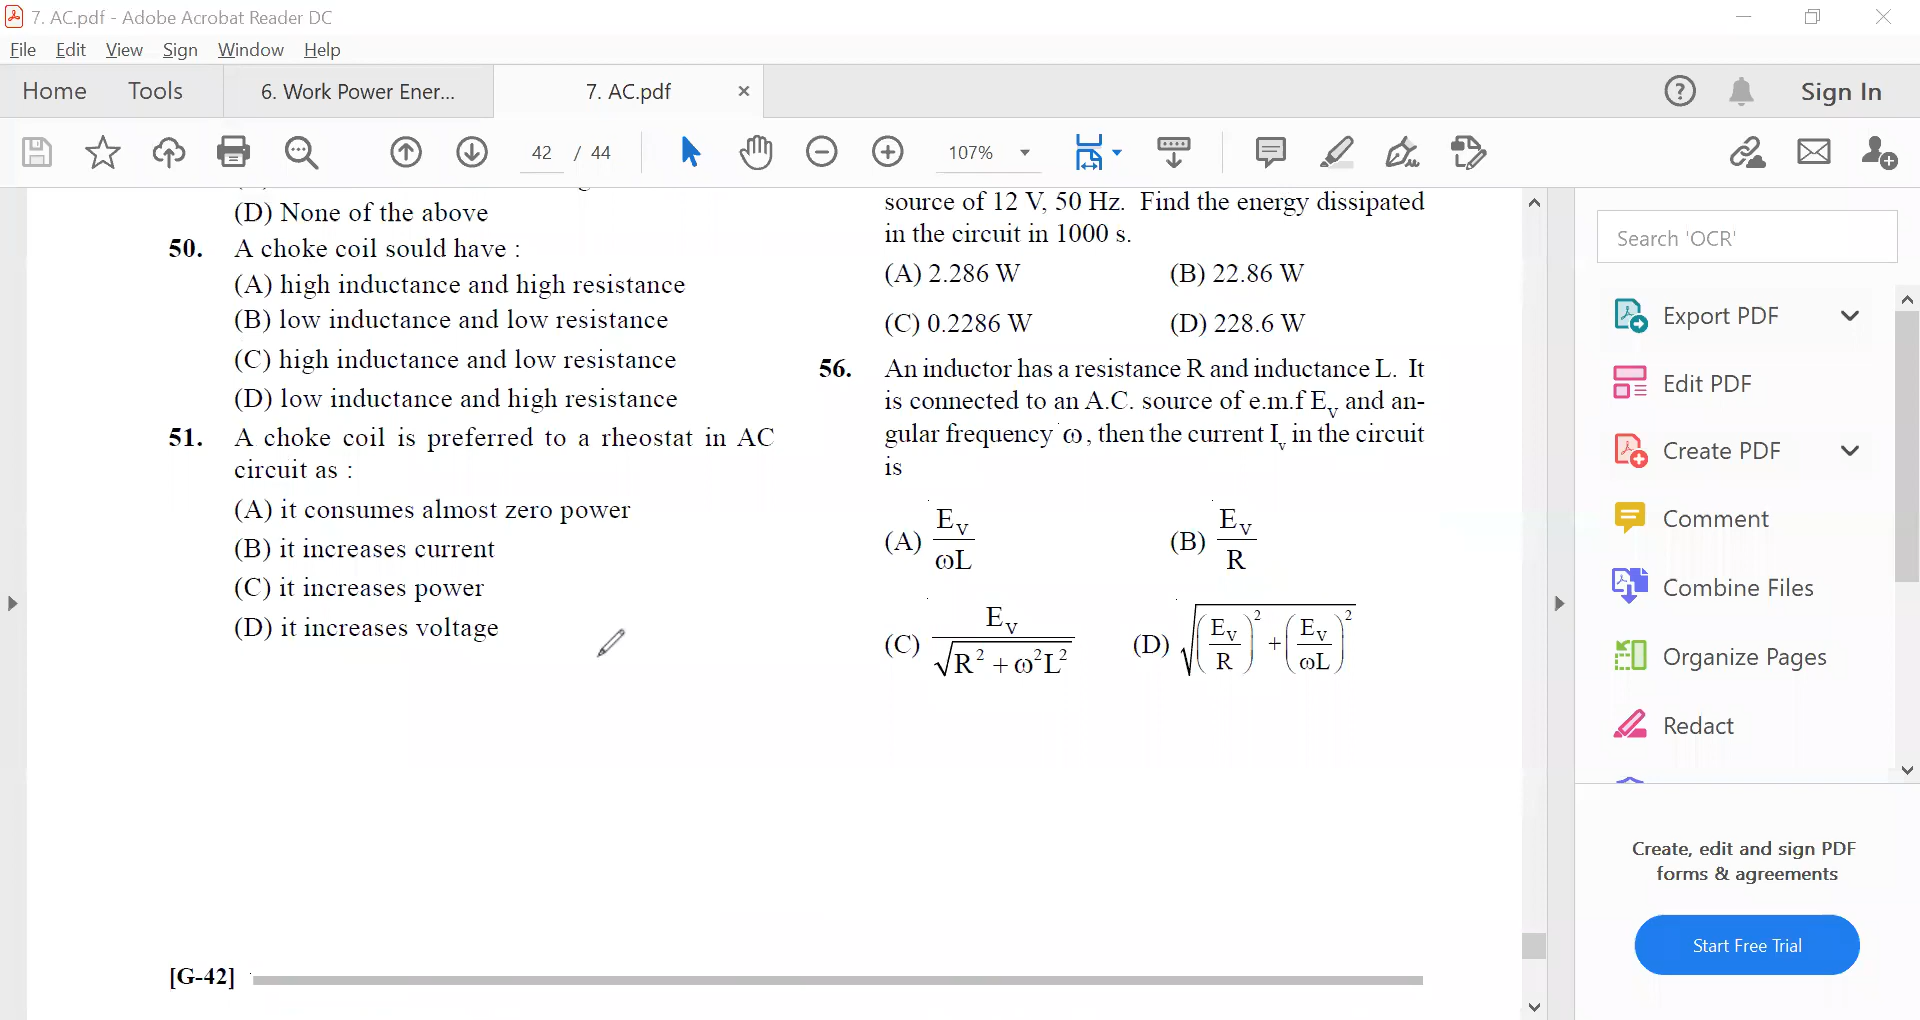 7. AC.pdf - Adobe Acrobat Reader DC
File Edit View Sign Window Help
Home Tools 6. Work Power Ener... 7. AC.pdf × Sign In
42 / 44 107%
(D) None of the above
50. A choke coil sould have :
(A) high inductance and high resistance
(B) low inductance and low resistance
(C) high inductance and low resistance
(D) low inductance and high resistance
51. A choke coil is preferred to a rheostat in AC
circuit as :
(A) it consumes almost zero power
(B) it increases current
(C) it increases power
(D) it increases voltage
[G-42]
source of 12 V, 50 Hz. Find the energy dissipated
in the circuit in 1000 s.
(A) 2.286 W (B) 22.86 W
(C) 0.2286 W (D) 228.6 W
56. An inductor has a resistance R and inductance L. It
is connected to an A.C. source of e.m.f E_v and an-
gular frequency ω, then the current I_v in the circuit
is
(A) E_v/ωL (B) E_v/R
(C) E_v/√(R² + ω²L²) (D) √((E_v/R)² + (E_v/ωL)²)
Search 'OCR'
Export PDF
Edit PDF
Create PDF
Comment
Combine Files
Organize Pages
Redact
Create, edit and sign PDF
forms & agreements
Start Free Trial